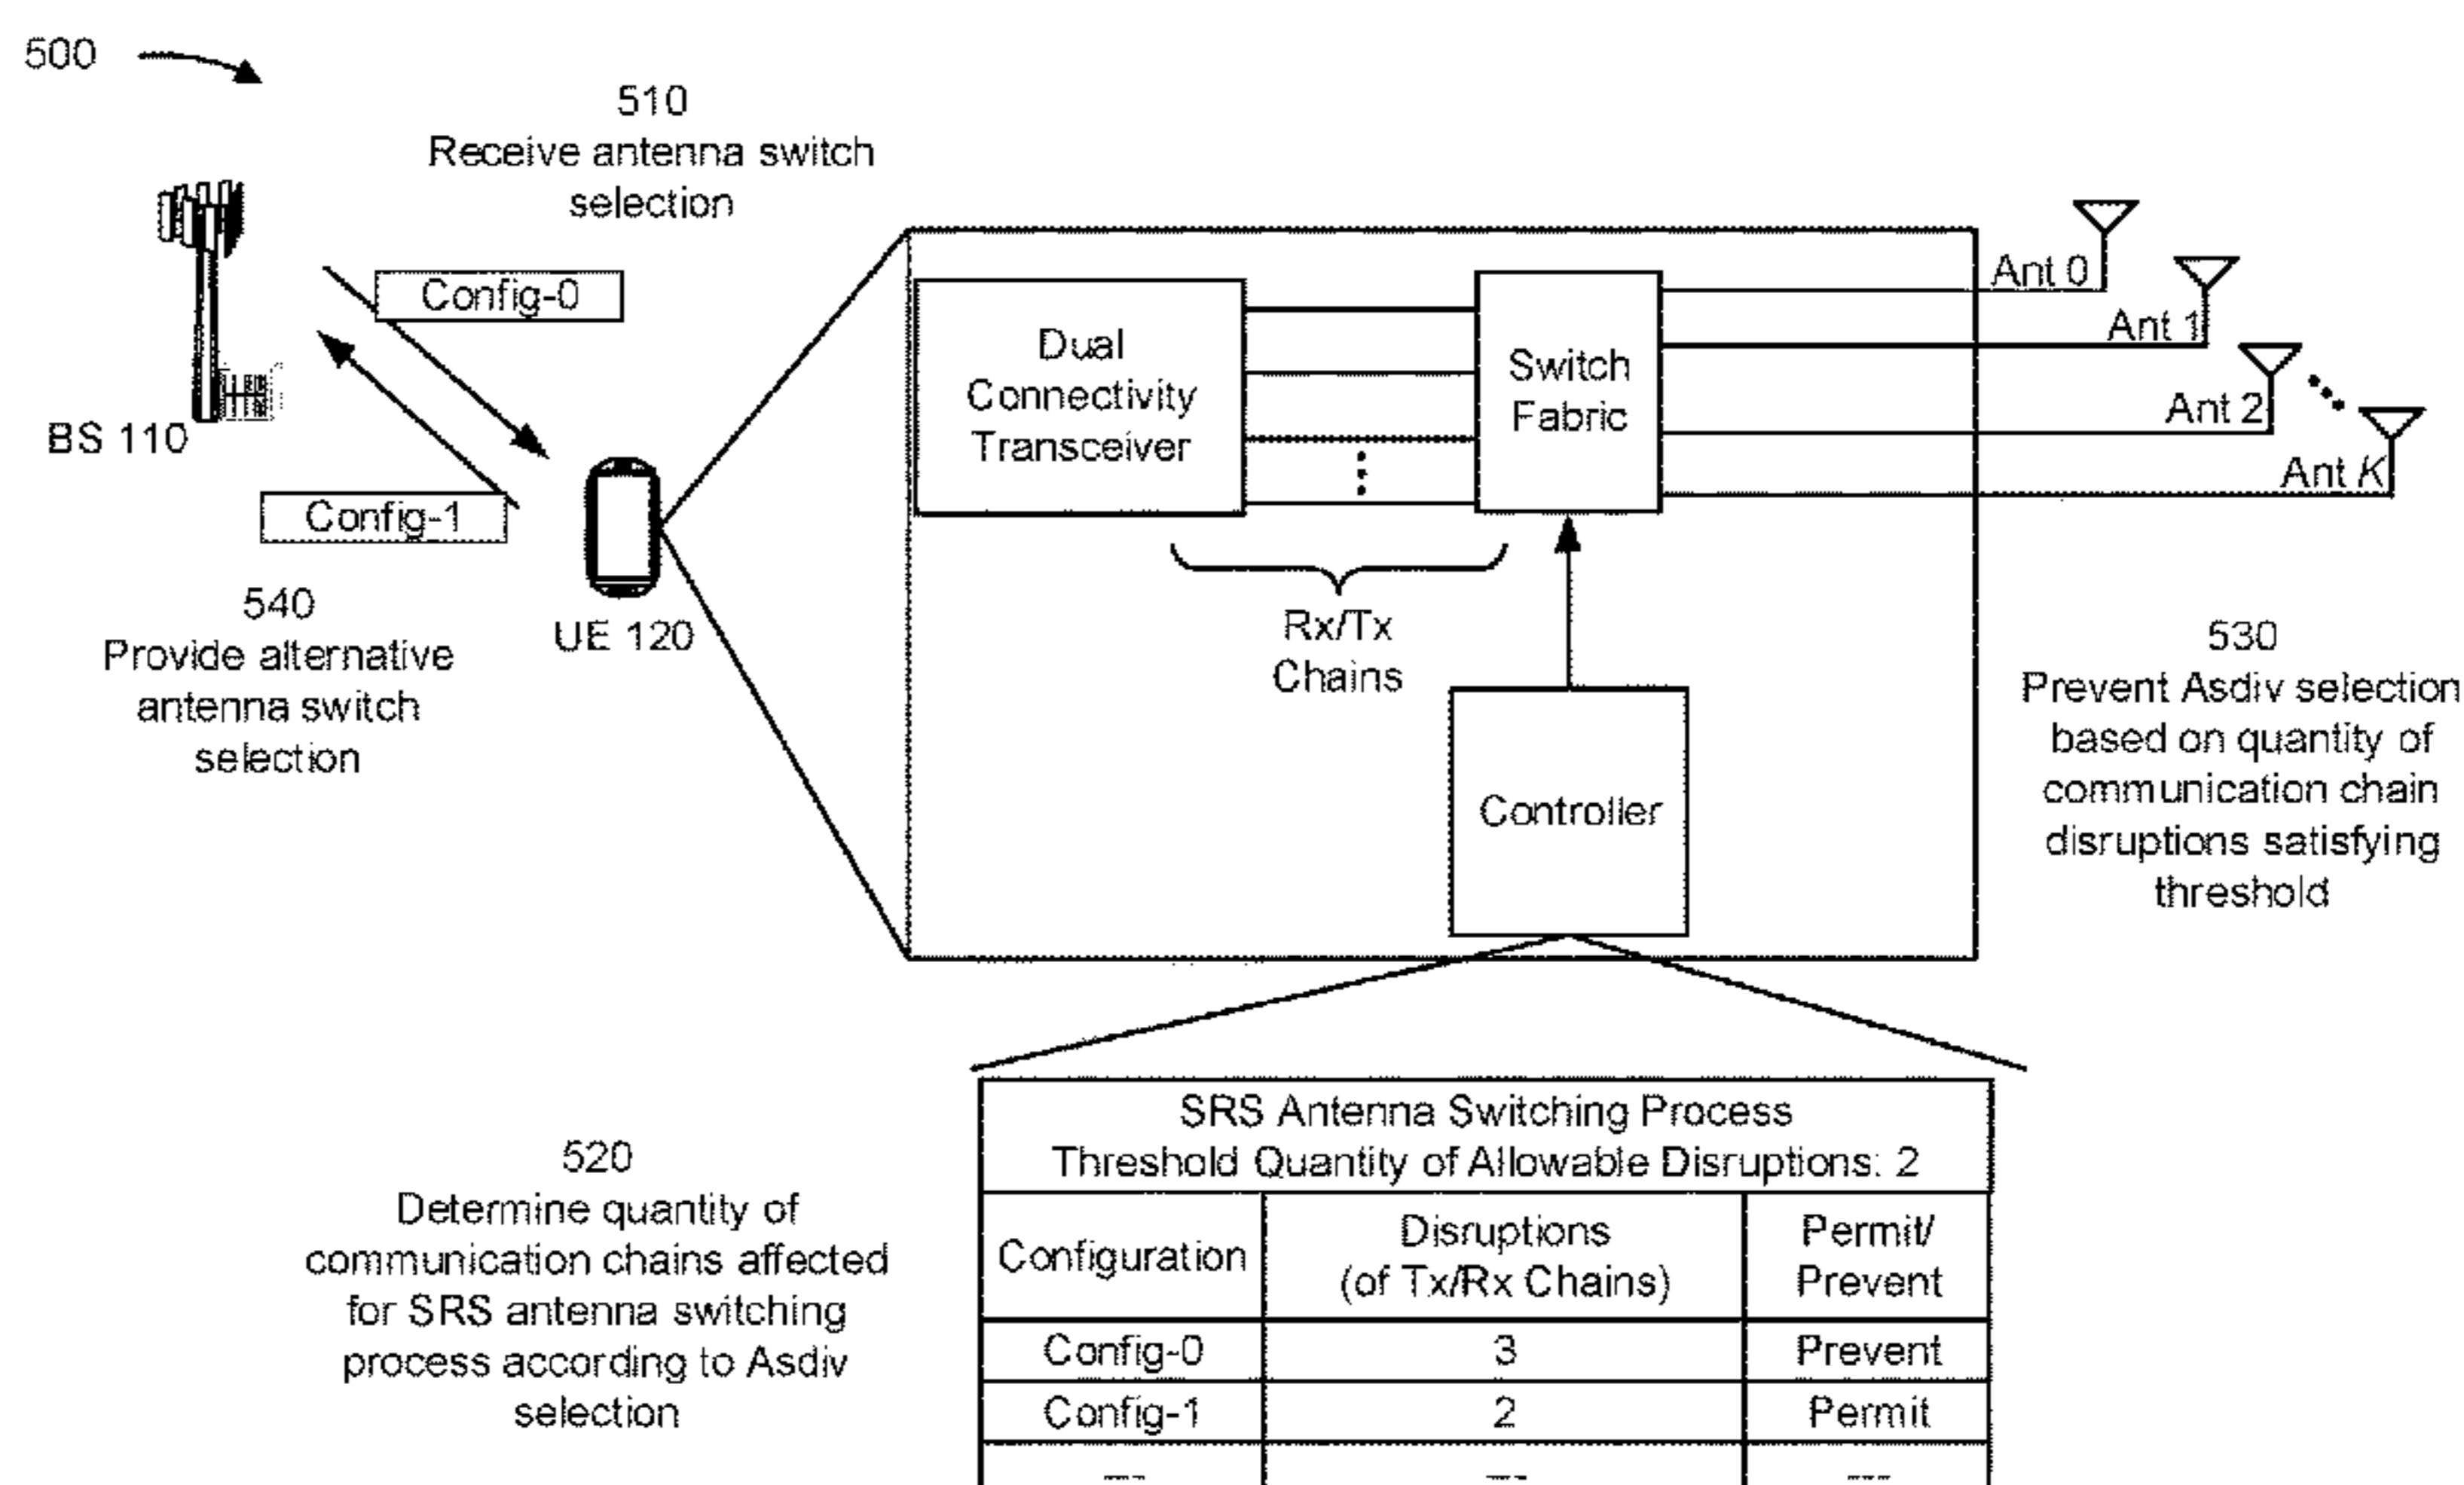 500
510
Receive antenna switch
selection
Config-0
BS 110
Config-1
540
Provide alternative
antenna switch
selection
UE 120
Dual
Connectivity
Transceiver
Switch
Fabric
Rx/Tx
Chains
Controller
Ant 0
Ant 1
Ant 2
Ant K
530
Prevent Asdiv selection
based on quantity of
communication chain
disruptions satisfying
threshold
520
Determine quantity of
communication chains affected
for SRS antenna switching
process according to Asdiv
selection
SRS Antenna Switching Process
Threshold Quantity of Allowable Disruptions: 2
Configuration
Disruptions
(of Tx/Rx Chains)
Permit/
Prevent
Config-0 3 Prevent
Config-1 2 Permit